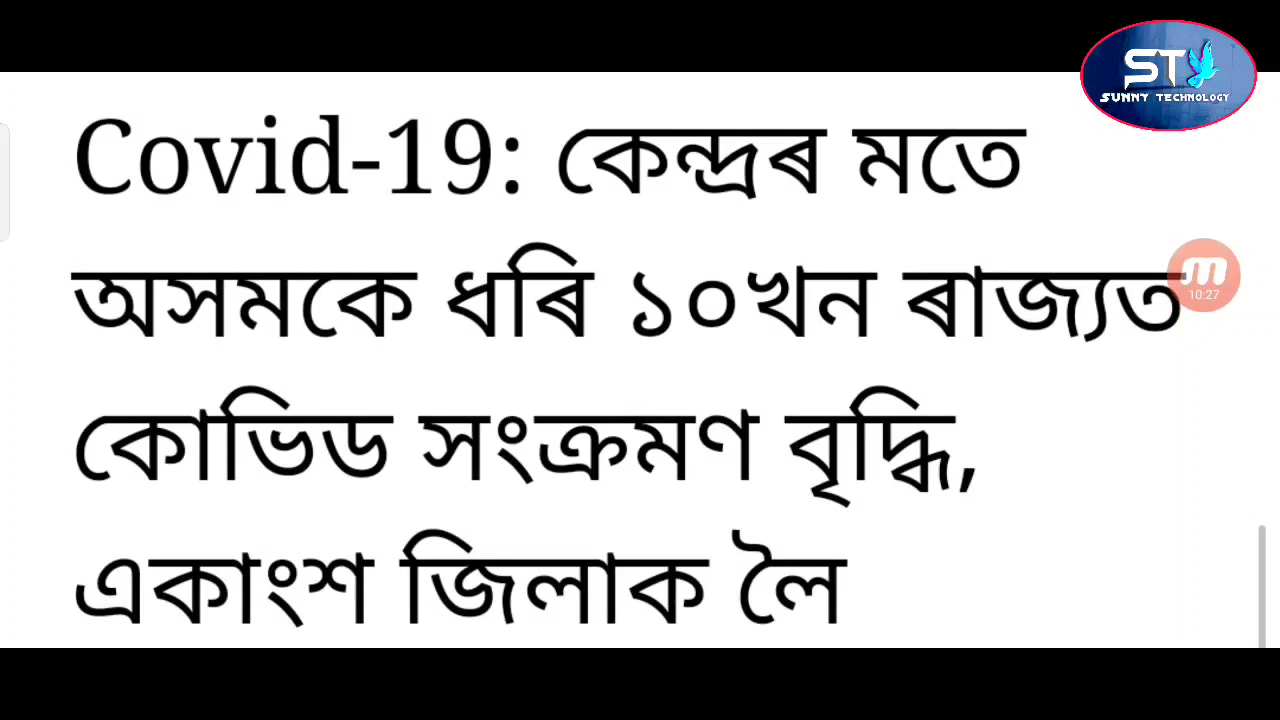 ST
SUNNY TECHNOLOGY
Covid-19: কেন্দ্ৰৰ মতে
অসমকে ধৰি ১০খন ৰাজ্যত
10:27
কোভিড সংক্ৰমণ বৃদ্ধি,
একাংশ জিলাক লৈ